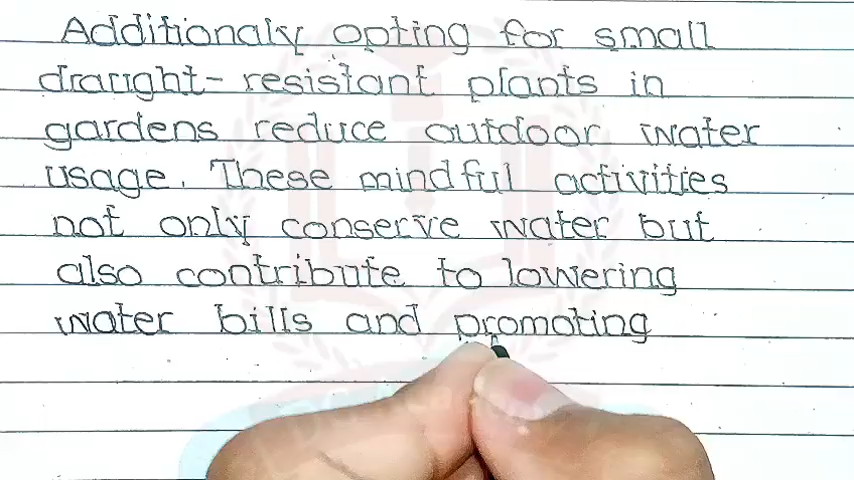 Additionaly opting for small
draright-resistant plants in
gardens reduce outdoor water
usage. These mindful activities
not only conserve water but
also contribute to lowering
water bills and promoting